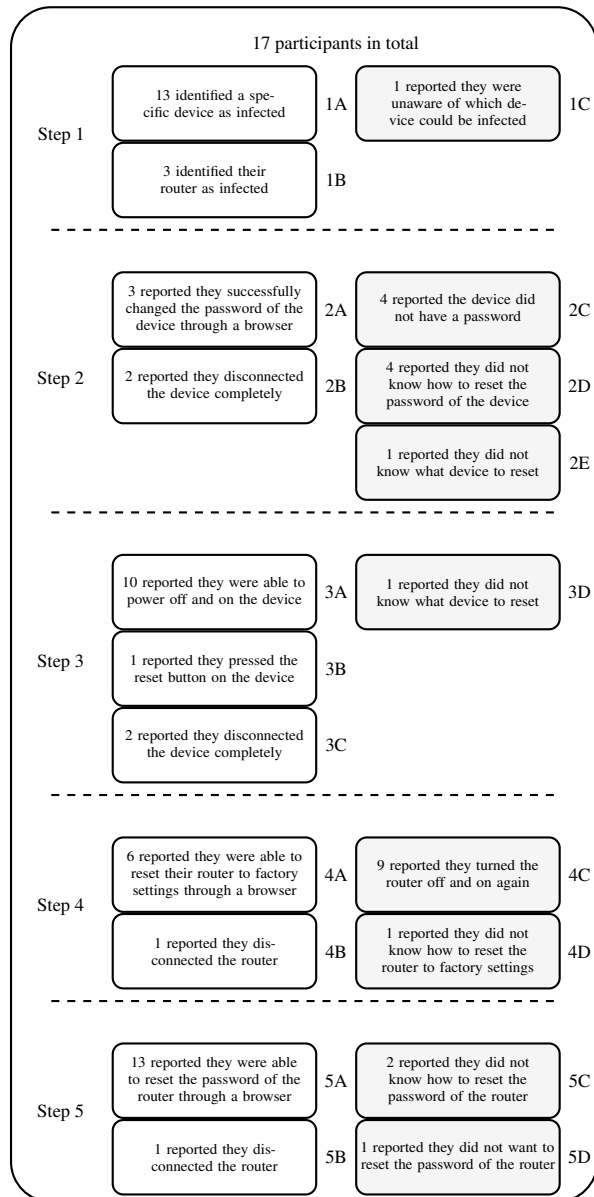 17 participants in total
Step 1
13 identified a spe-
cific device as infected
1A
1 reported they were
unaware of which de-
vice could be infected
1C
3 identified their
router as infected
1B
Step 2
3 reported they successfully
changed the password of the
device through a browser
2A
4 reported the device did
not have a password
2C
2 reported they disconnected
the device completely
2B
4 reported they did not
know how to reset the
password of the device
2D
1 reported they did not
know what device to reset
2E
Step 3
10 reported they were able to
power off and on the device
3A
1 reported they did not
know what device to reset
3D
1 reported they pressed the
reset button on the device
3B
2 reported they disconnected
the device completely
3C
Step 4
6 reported they were able to
reset their router to factory
settings through a browser
4A
9 reported they turned the
router off and on again
4C
1 reported they dis-
connected the router
4B
1 reported they did not
know how to reset the
router to factory settings
4D
Step 5
13 reported they were able
to reset the password of the
router through a browser
5A
2 reported they did not
know how to reset the
password of the router
5C
1 reported they dis-
connected the router
5B
1 reported they did not want to
reset the password of the router
5D